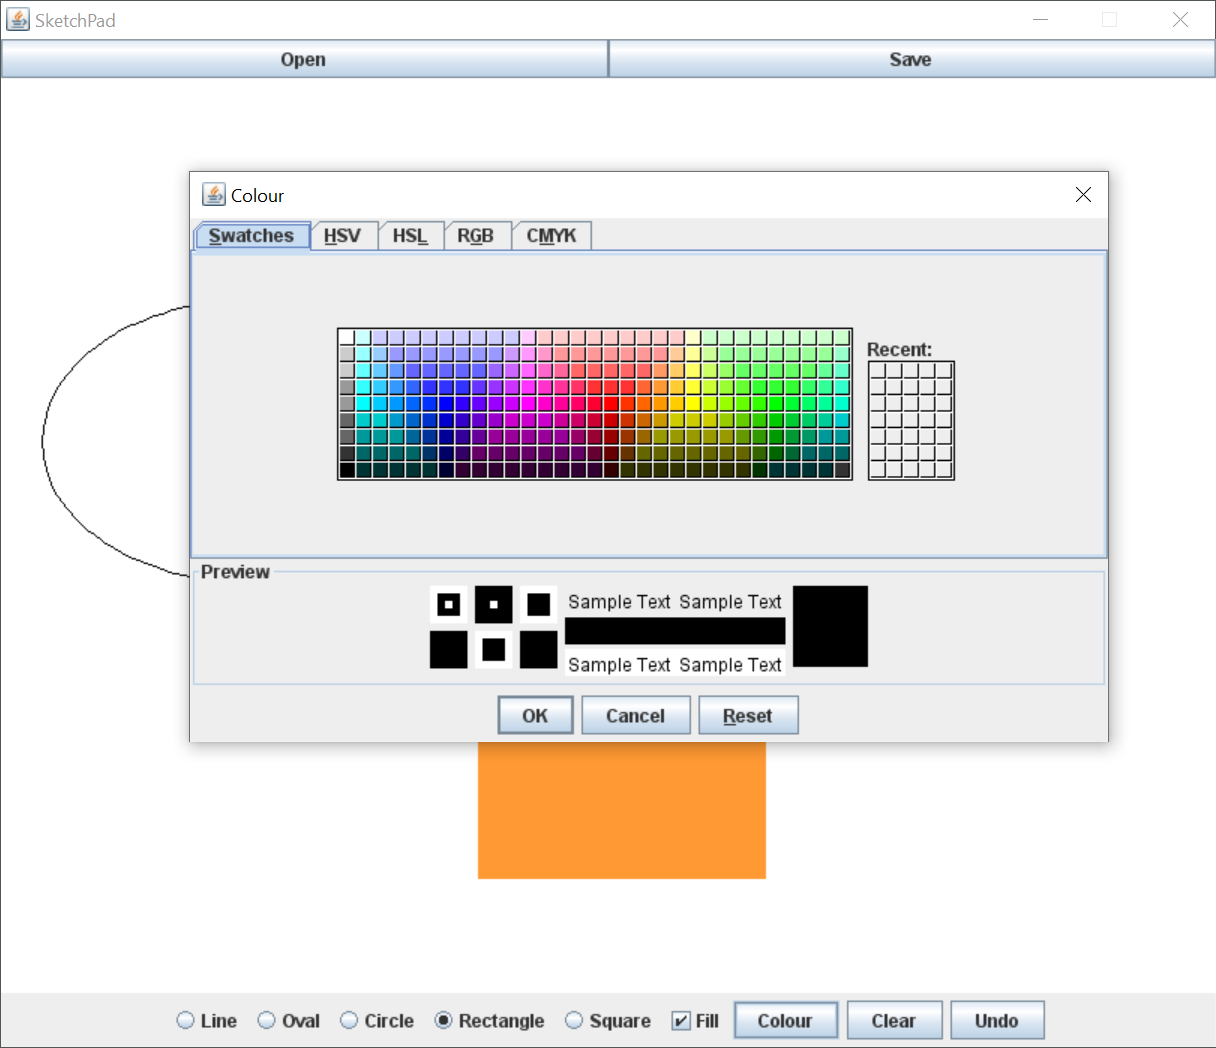 SketchPad
Open Save
Colour
Swatches HSV HSL RGB CMYK
Recent:
Preview
Sample Text Sample Text
Sample Text Sample Text
OK Cancel Reset
Line Oval Circle Rectangle Square Fill Colour Clear Undo